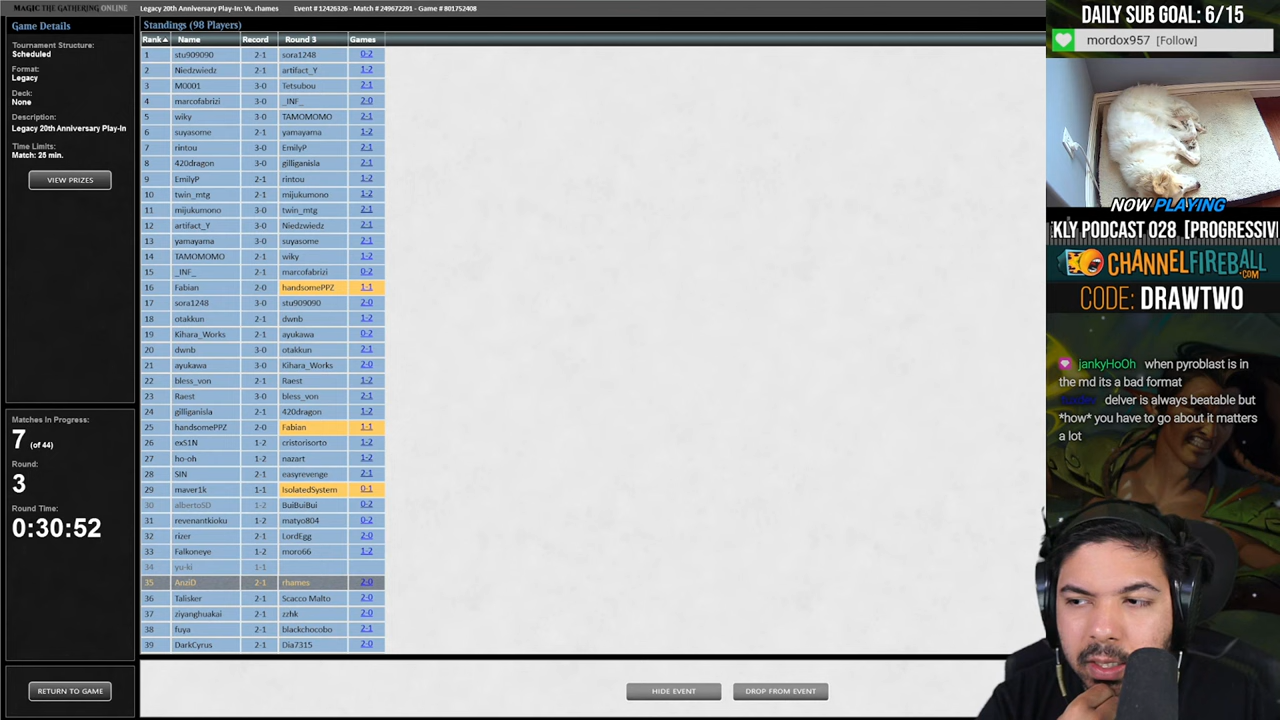 MAGIC THE GATHERING ONLINE
Legacy 20th Anniversary Play-In: Vs. rhames Event # 12426326 - Match # 249672291 - Game # 801752408
Game Details
Tournament Structure:
Scheduled
Format:
Legacy
Deck:
None
Description:
Legacy 20th Anniversary Play-In
Time Limits:
Match: 25 min.
VIEW PRIZES
Matches In Progress:
7 (of 44)
Round:
3
Round Time:
0:30:52
RETURN TO GAME
Standings (98 Players)
Rank Name Record Round 3 Games
1 stu909090 2-1 sora1248 0-2
2 Niedzwiedz 2-1 artifact_Y 1-2
3 M0001 3-0 Tetsubou 2-1
4 marcofabrizi 3-0 _INF_ 2-0
5 wiky 3-0 TAMOMOMO 2-1
6 suyasome 2-1 yamayama 1-2
7 rintou 3-0 EmilyP 2-1
8 420dragon 3-0 gilliganisla 2-1
9 EmilyP 2-1 rintou 1-2
10 twin_mtg 2-1 mijukumono 1-2
11 mijukumono 3-0 twin_mtg 2-1
12 artifact_Y 3-0 Niedzwiedz 2-1
13 yamayama 3-0 suyasome 2-1
14 TAMOMOMO 2-1 wiky 1-2
15 _INF_ 2-1 marcofabrizi 0-2
16 Fabian 2-0 handsomePPZ 1-1
17 sora1248 3-0 stu909090 2-0
18 otakkun 2-1 dwnb 1-2
19 Kihara_Works 2-1 ayukawa 0-2
20 dwnb 3-0 otakkun 2-1
21 ayukawa 3-0 Kihara_Works 2-0
22 bless_von 2-1 Raest 1-2
23 Raest 3-0 bless_von 2-1
24 gilliganisla 2-1 420dragon 1-2
25 handsomePPZ 2-0 Fabian 1-1
26 ex51N 1-2 cristorisorto 1-2
27 ho-oh 1-2 nazart 1-2
28 SIN 2-1 easyrevenge 2-1
29 maver1k 1-1 IsolatedSystem 0-1
30 albertoSD 1-2 BuiBuiBui 0-2
31 revenantkioku 1-2 matyo804 0-2
32 rizer 2-1 LordEgg 2-0
33 Falkoneye 1-2 moro66 1-2
34 yu-ki 1-1
35 AnziD 2-1 rhames 2-0
36 Talisker 2-1 Scacco Malto 2-0
37 ziyanghuakai 2-1 zzhk 2-0
38 fuya 2-1 blackchocobo 2-1
39 DarkCyrus 2-1 Dia7315 2-0
HIDE EVENT
DROP FROM EVENT
DAILY SUB GOAL: 6/15
mordox957 [Follow]
NOW PLAYING
KLY PODCAST 028 [PROGRESSIV
CHANNELFIREBALL
.COM
CODE: DRAWTWO
jankyHoOh when pyroblast is in
the md its a bad format
delver is always beatable but
*how* you have to go about it matters
a lot